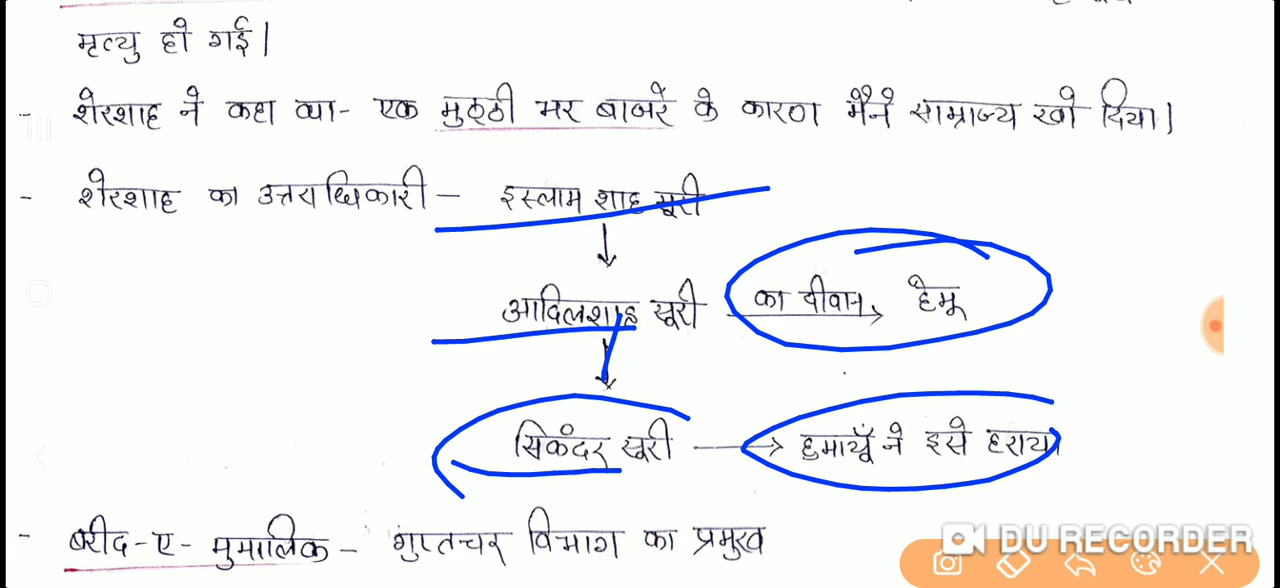 मृत्यु हो गई।
- शेरशाह ने कहा था- एक मुठ्ठी भर बाजरे के कारण मैंने साम्राज्य खो दिया।
- शेरशाह का उत्तराधिकारी - इस्लाम शाह सूरी
↓
आदिलशाह सूरी → का दीवान, हेमू
↓
सिकंदर सूरी → हुमायूँ ने इसे हराया
- बरीद-ए-मुमालिक - गुप्तचर विभाग का प्रमुख
DU RECORDER